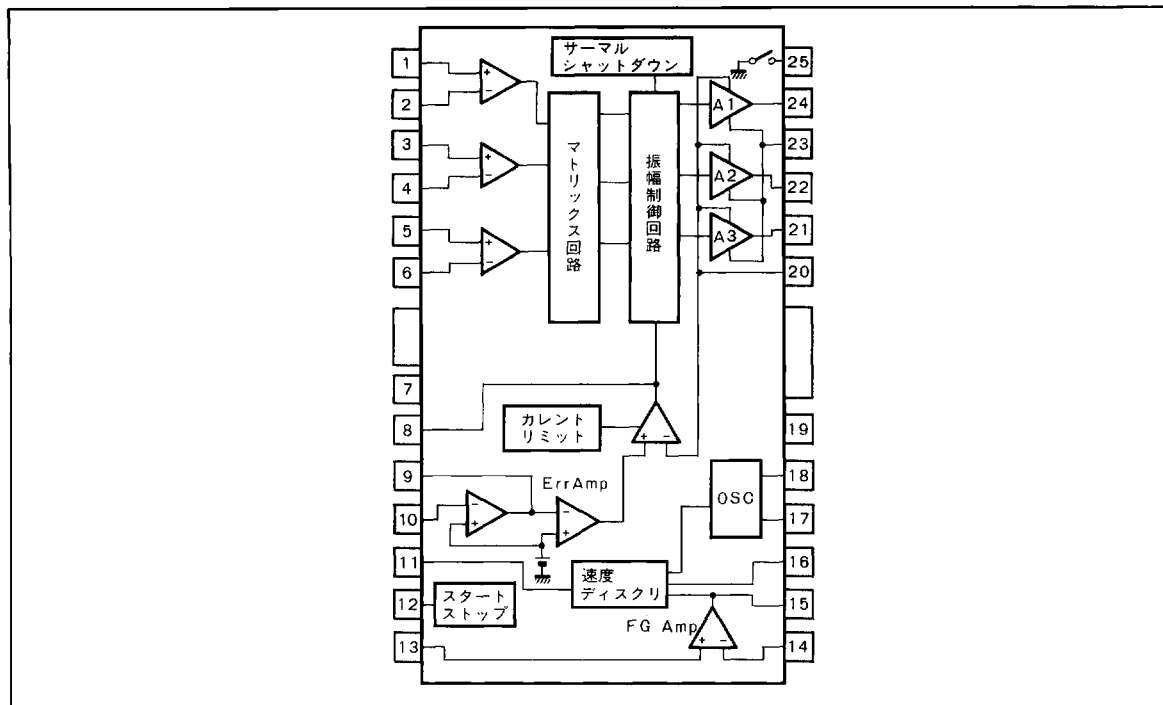 サーマル
シャットダウン
1
2
3
4
5
6
7
8
9
10
11
12
13
+
−
+
−
+
−
マトリックス回路
振幅制御回路
A1
A2
A3
25
24
23
22
21
20
19
18
17
16
15
14
カレント
リミット
+ −
ErrAmp
−
+
−
+
OSC
速度
ディスクリ
スタート
ストップ
FG Amp
+ −